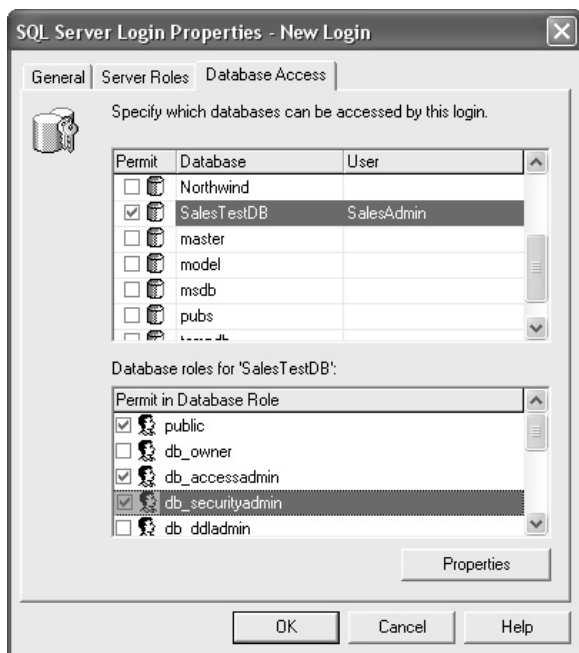 SQL Server Login Properties - New Login
General Server Roles Database Access
Specify which databases can be accessed by this login.
Permit Database User
Northwind
SalesTestDB SalesAdmin
master
model
msdb
pubs
Database roles for 'SalesTestDB':
Permit in Database Role
public
db_owner
db_accessadmin
db_securityadmin
db_ddladmin
Properties
OK Cancel Help